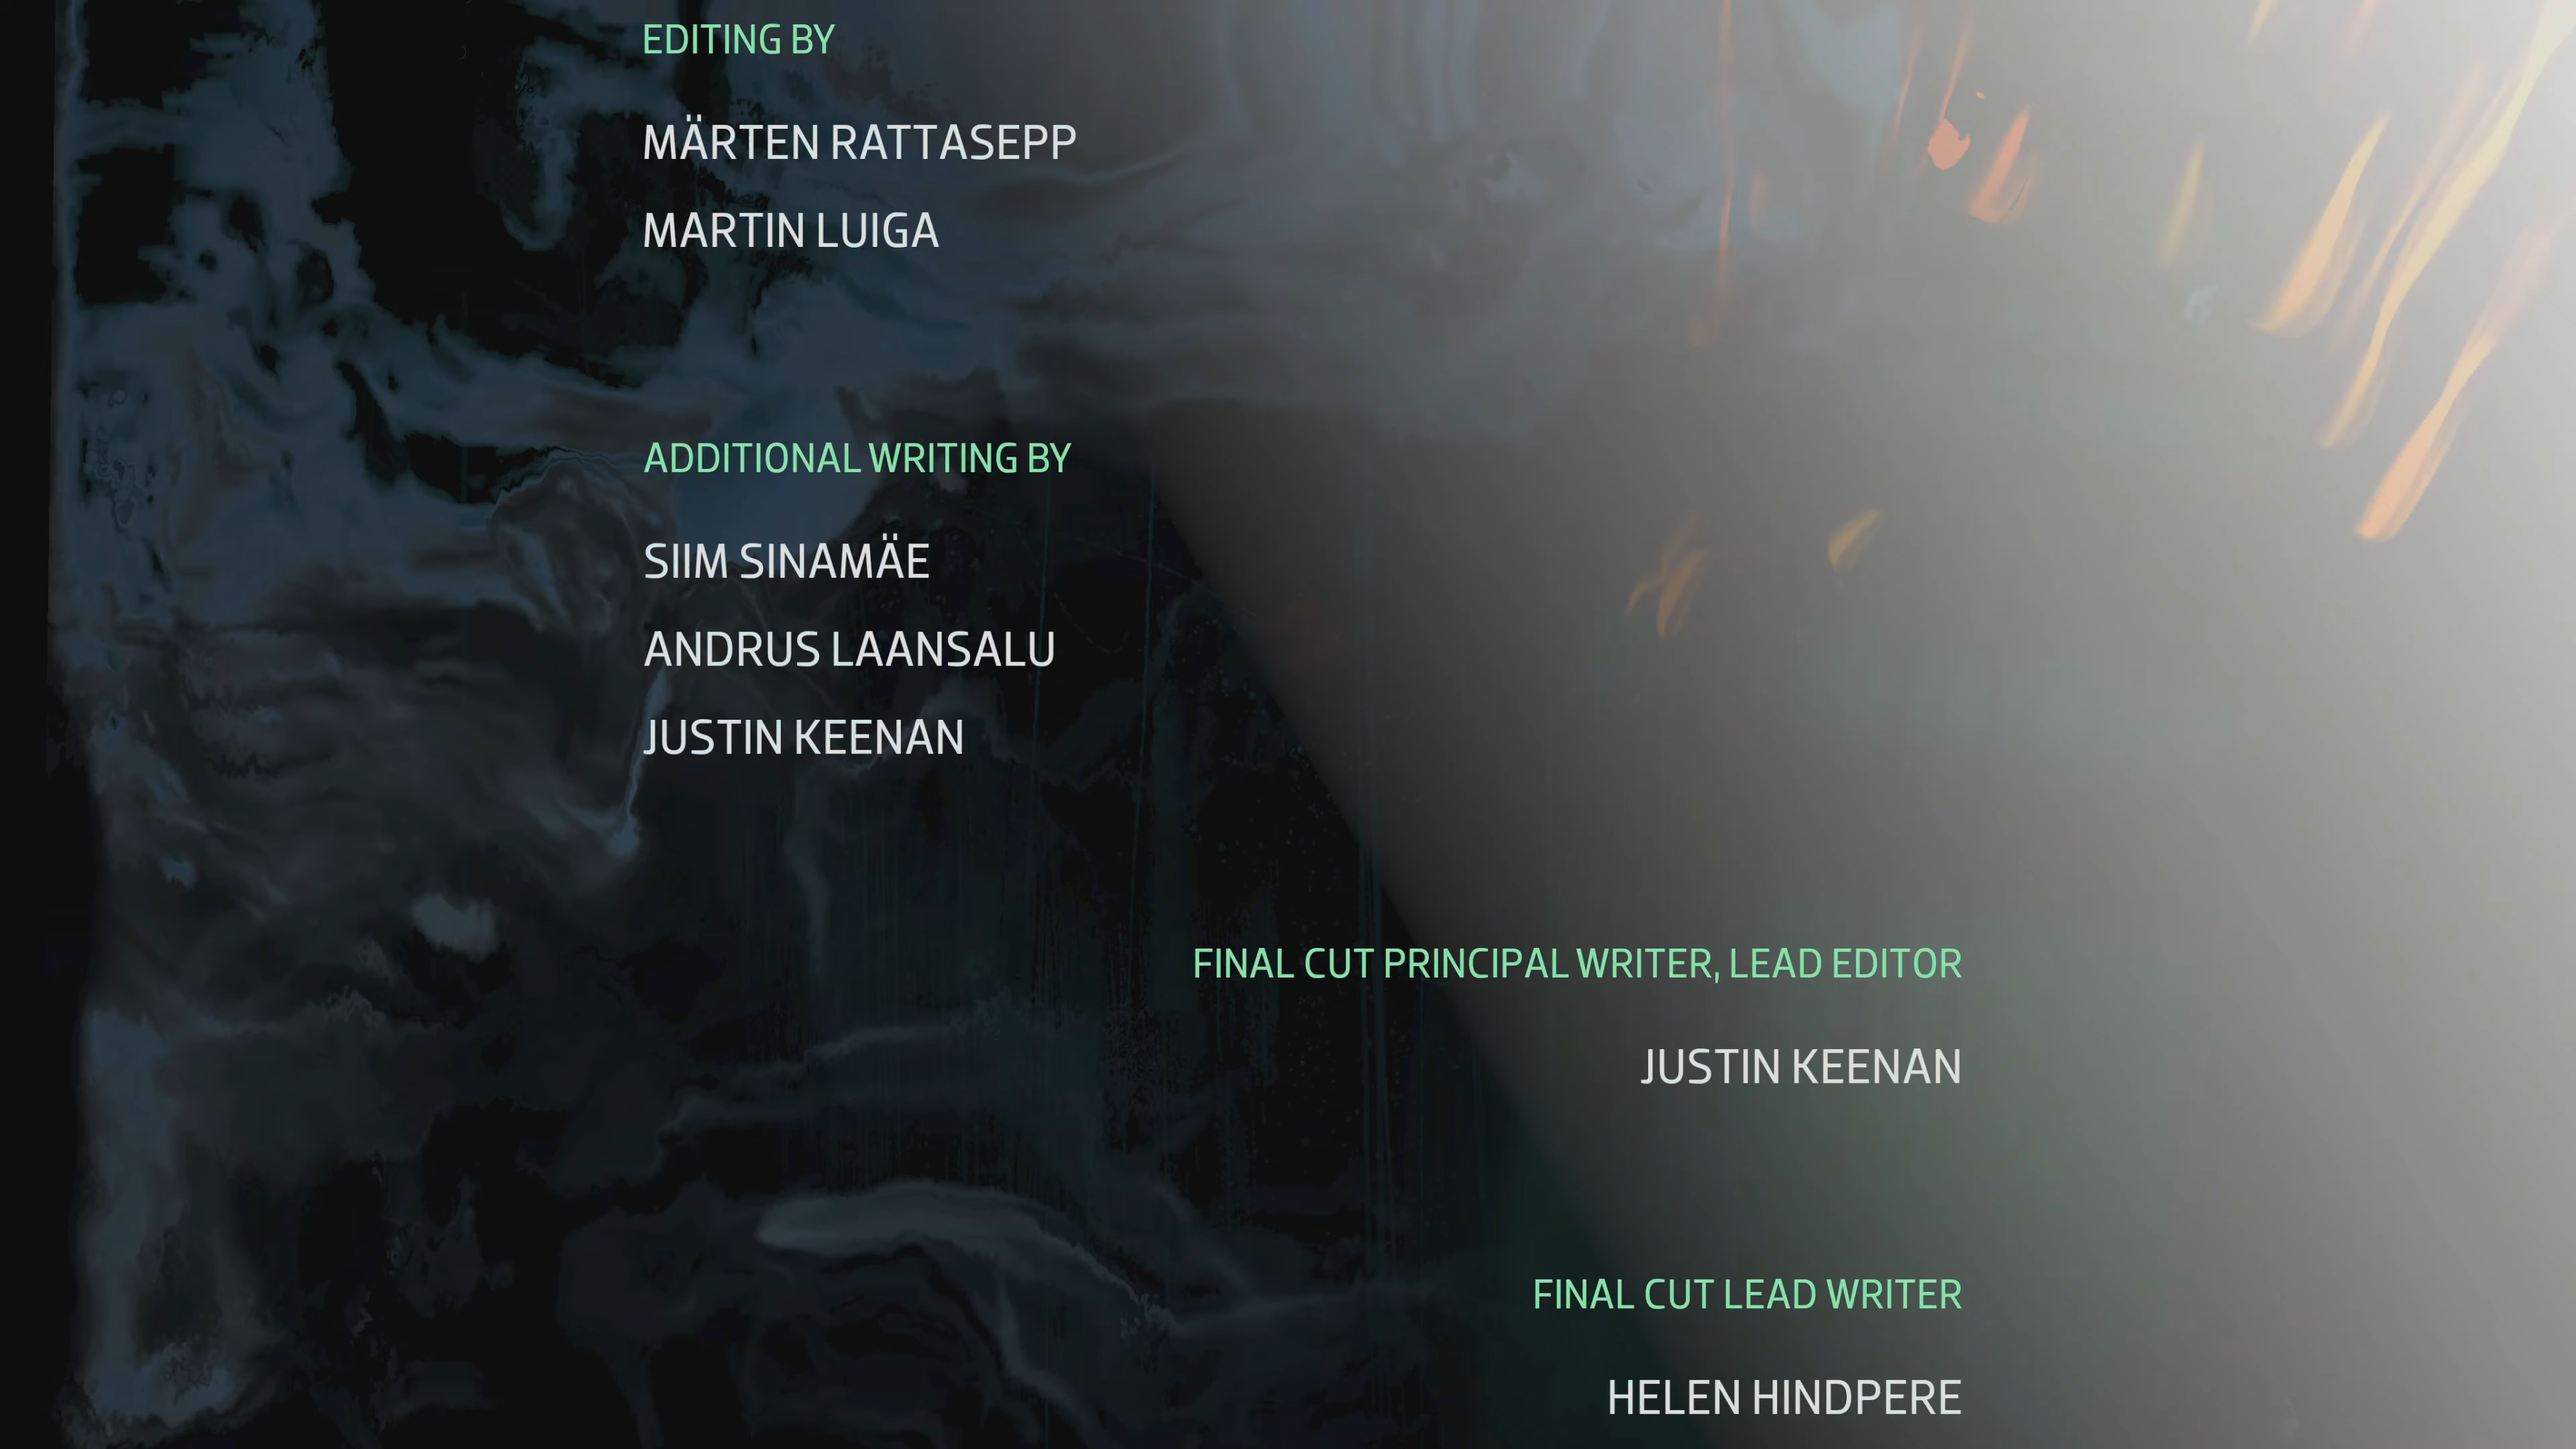 EDITING BY
MÄRTEN RATTASEPP
MARTIN LUIGA
ADDITIONAL WRITING BY
SIIM SINAMÄE
ANDRUS LAANSALU
JUSTIN KEENAN
FINAL CUT PRINCIPAL WRITER, LEAD EDITOR
JUSTIN KEENAN
FINAL CUT LEAD WRITER
HELEN HINDPERE